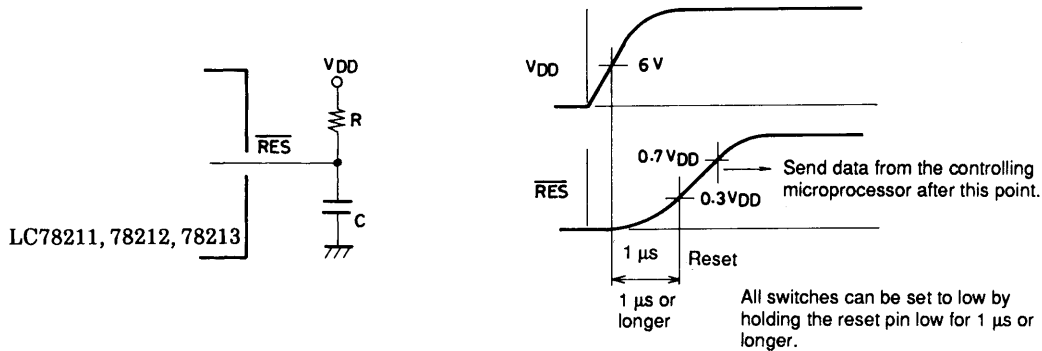 VDD
R
RES
C
LC78211, 78212, 78213
VDD
6 V
0.7 VDD
Send data from the controlling
microprocessor after this point.
RES
0.3 VDD
1 μs
Reset
1 μs or
longer
All switches can be set to low by
holding the reset pin low for 1 μs or
longer.